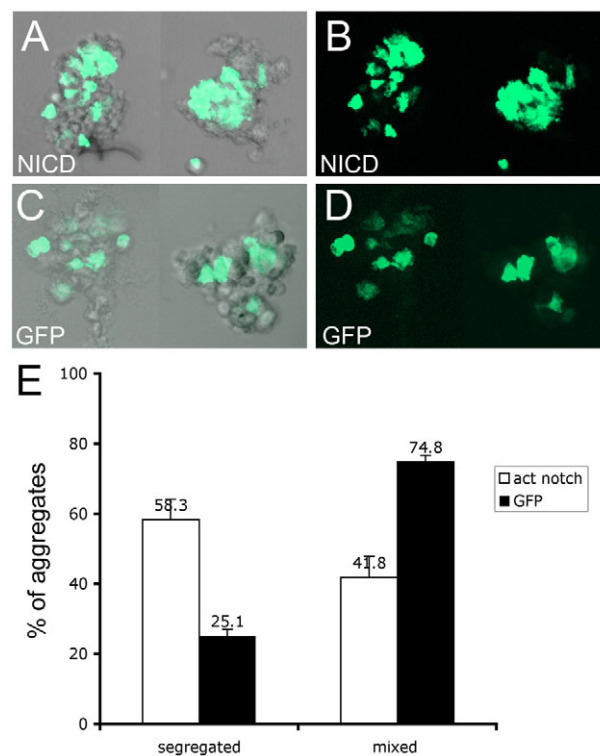 A
NICD
B
NICD
C
GFP
D
GFP
E
% of aggregates
100
80
60
40
20
0
58.3
25.1
41.8
74.8
segregated
mixed
act notch
GFP